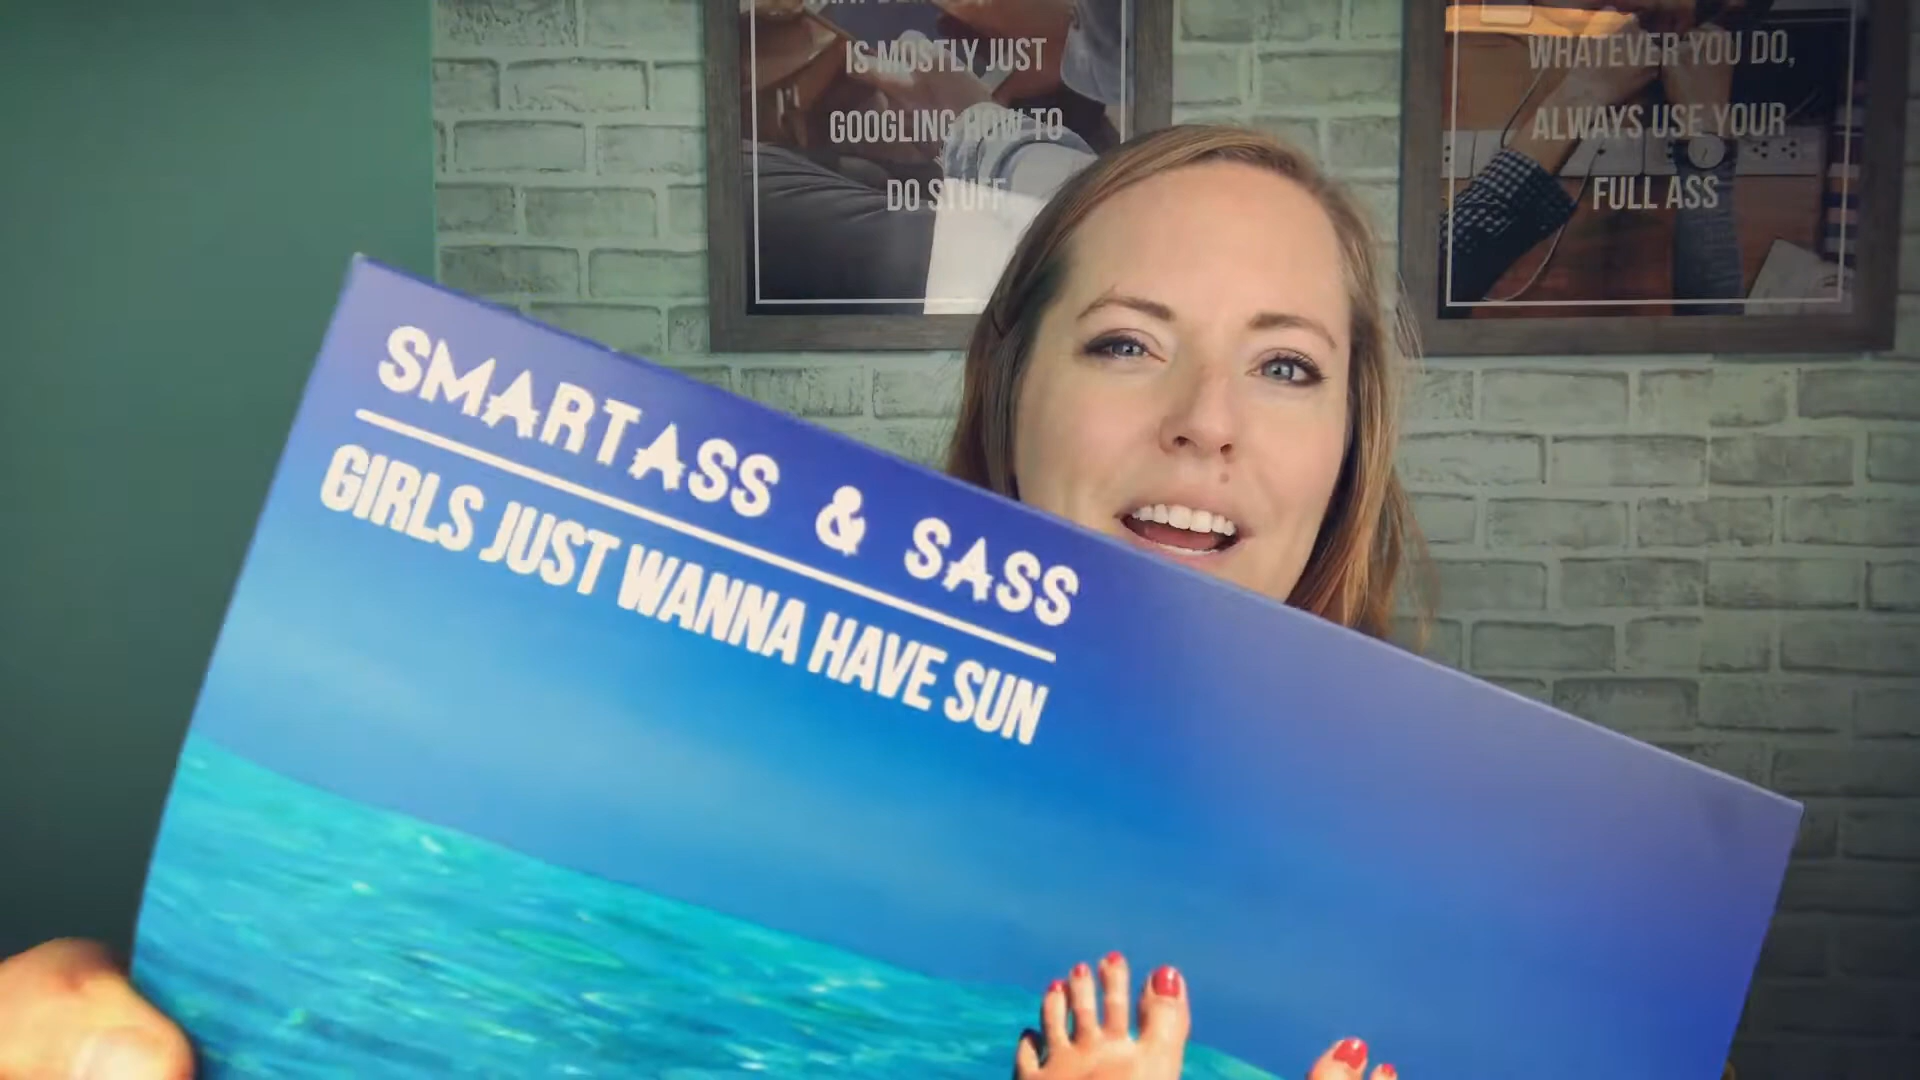 IS MOSTLY JUST
GOOGLING HOW TO
DO STUFF
WHATEVER YOU DO,
ALWAYS USE YOUR
FULL ASS
SMARTASS & SASS
GIRLS JUST WANNA HAVE SUN